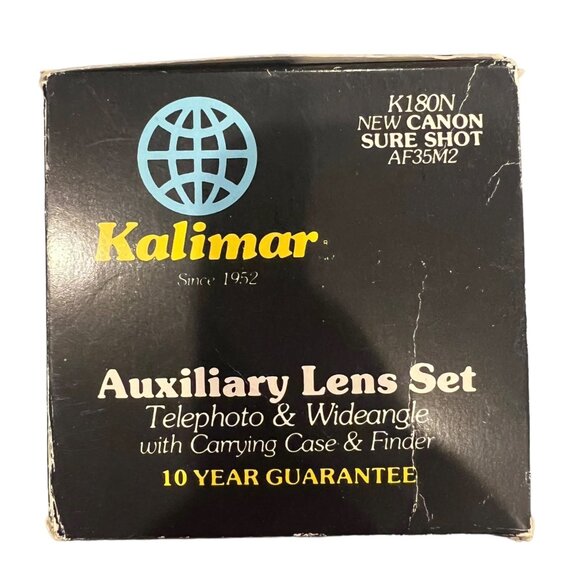 K180N
NEW CANON
SURE SHOT
AF35M2
Kalimar
Since 1952
Auxiliary Lens Set
Telephoto & Wideangle
with Carrying Case & Finder
10 YEAR GUARANTEE